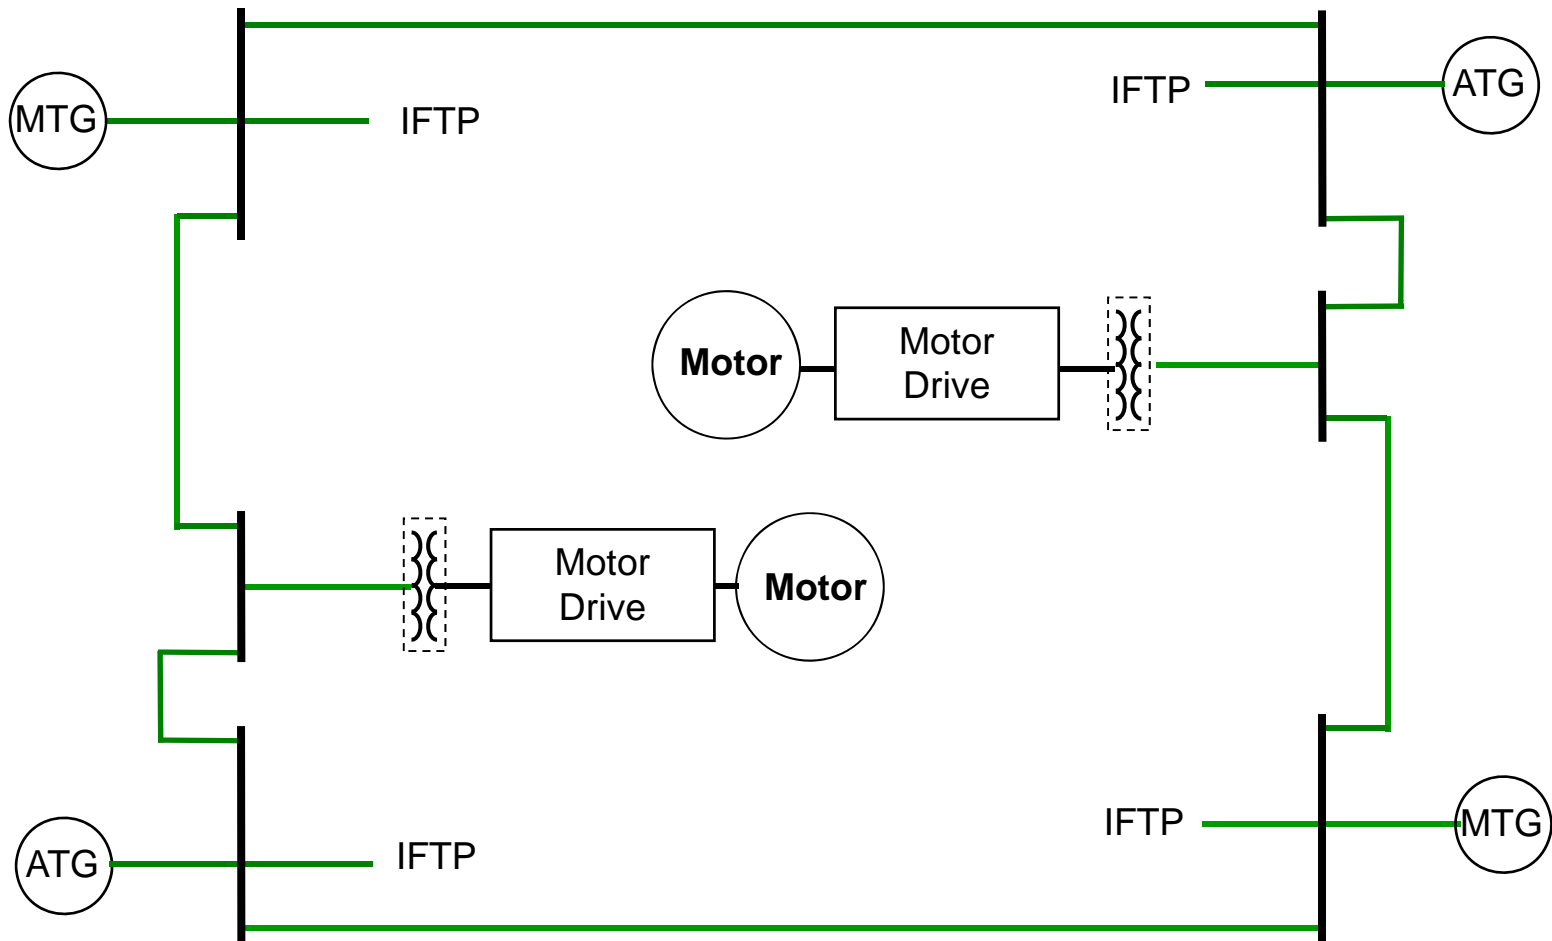 IFTP
ATG
MTG
IFTP
Motor
Motor
Drive
Motor
Drive
Motor
IFTP
MTG
ATG
IFTP